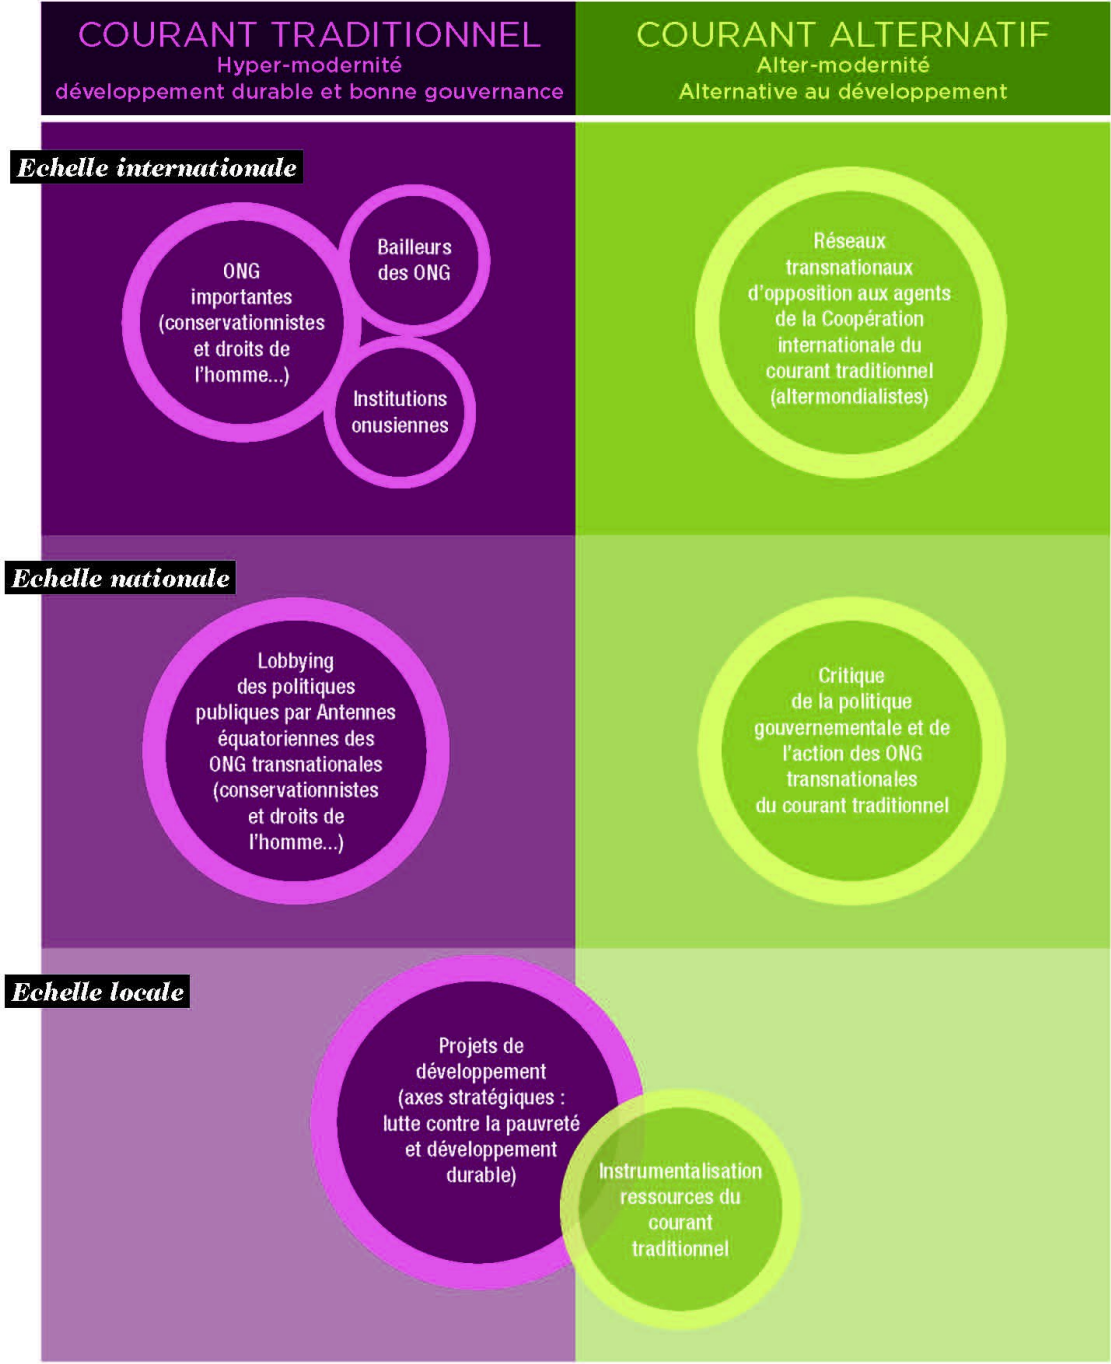 COURANT TRADITIONNEL
Hyper-modernité
développement durable et bonne gouvernance
COURANT ALTERNATIF
Alter-modernité
Alternative au développement
Echelle internationale
ONG
importantes
(conservationnistes
et droits de
l'homme...)
Bailleurs
des ONG
Institutions
onusiennes
Réseaux
transnationaux
d'opposition aux agents
de la Coopération
internationale du
courant traditionnel
(altermondialistes)
Echelle nationale
Lobbying
des politiques
publiques par Antennes
équatoriennes des
ONG transnationales
(conservationnistes
et droits de
l'homme...)
Critique
de la politique
gouvernementale et de
l'action des ONG
transnationales
du courant traditionnel
Echelle locale
Projets de
développement
(axes stratégiques :
lutte contre la pauvreté
et développement
durable)
Instrumentalisation
ressources du
courant
traditionnel